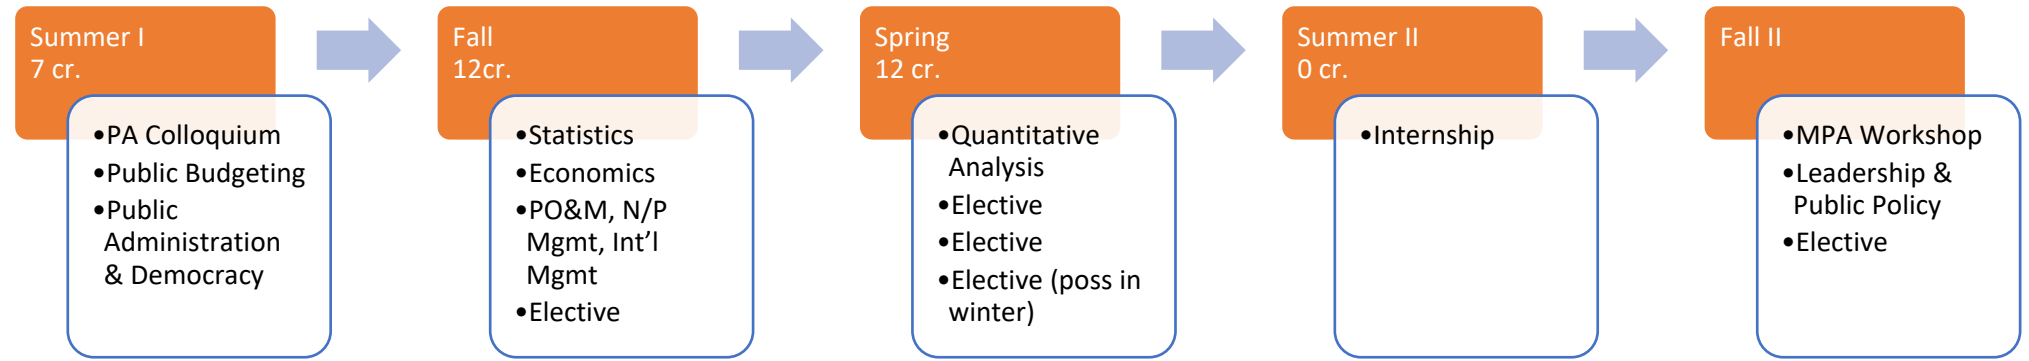 Summer I
7 cr.
•PA Colloquium
•Public Budgeting
•Public
Administration
& Democracy
Fall
12cr.
•Statistics
•Economics
•PO&M, N/P
Mgmt, Int’l
Mgmt
•Elective
Spring
12 cr.
•Quantitative
Analysis
•Elective
•Elective
•Elective (poss in
winter)
Summer II
0 cr.
•Internship
Fall II
•MPA Workshop
•Leadership &
Public Policy
•Elective